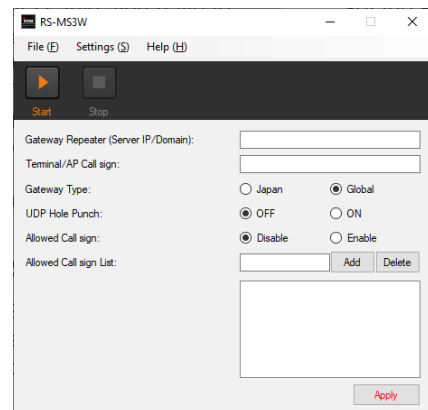 RS-MS3W
File (F) Settings (S) Help (H)
Start Stop
Gateway Repeater (Server IP/Domain):
Terminal/AP Call sign:
Gateway Type: Japan Global
UDP Hole Punch: OFF ON
Allowed Call sign: Disable Enable
Allowed Call sign List: Add Delete
Apply